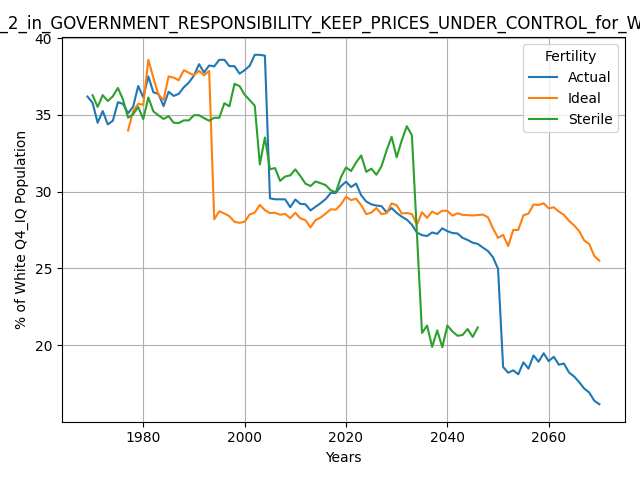 _2_in_GOVERNMENT_RESPONSIBILITY_KEEP_PRICES_UNDER_CONTROL_for_W
Fertility
Actual
Ideal
Sterile
% of White Q4_IQ Population
40
35
30
25
20
1980
2000
2020
2040
2060
Years